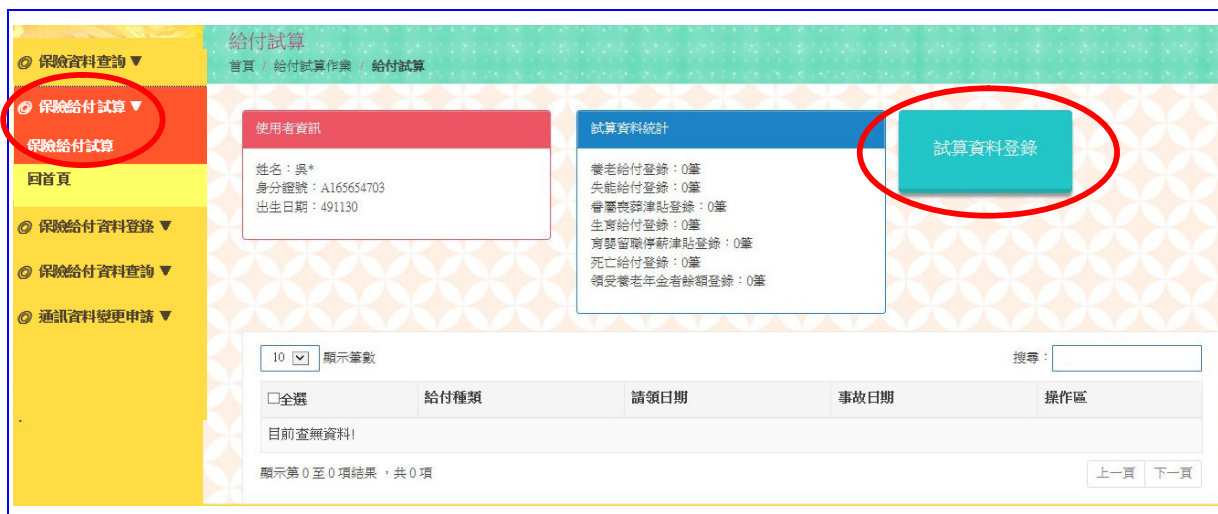 給付試算
首頁 / 給付試算作業 / 給付試算
◎ 保險資料查詢 ▼
◎ 保險給付試算 ▼
保險給付試算
回首頁
◎ 保險給付資料登錄 ▼
◎ 保險給付資料查詢 ▼
◎ 通訊資料變更申請 ▼
使用者資訊
姓名：吳*
身分證號：A165654703
出生日期：491130
試算資料統計
養老給付登錄：0筆
失能給付登錄：0筆
眷屬喪葬津貼登錄：0筆
生育給付登錄：0筆
育嬰留職停薪津貼登錄：0筆
死亡給付登錄：0筆
領受養老年金者餘額登錄：0筆
試算資料登錄
10 顯示筆數
搜尋：
□全選 給付種類 請領日期 事故日期 操作區
目前查無資料!
顯示第 0 至 0 項結果，共 0 項
上一頁 下一頁